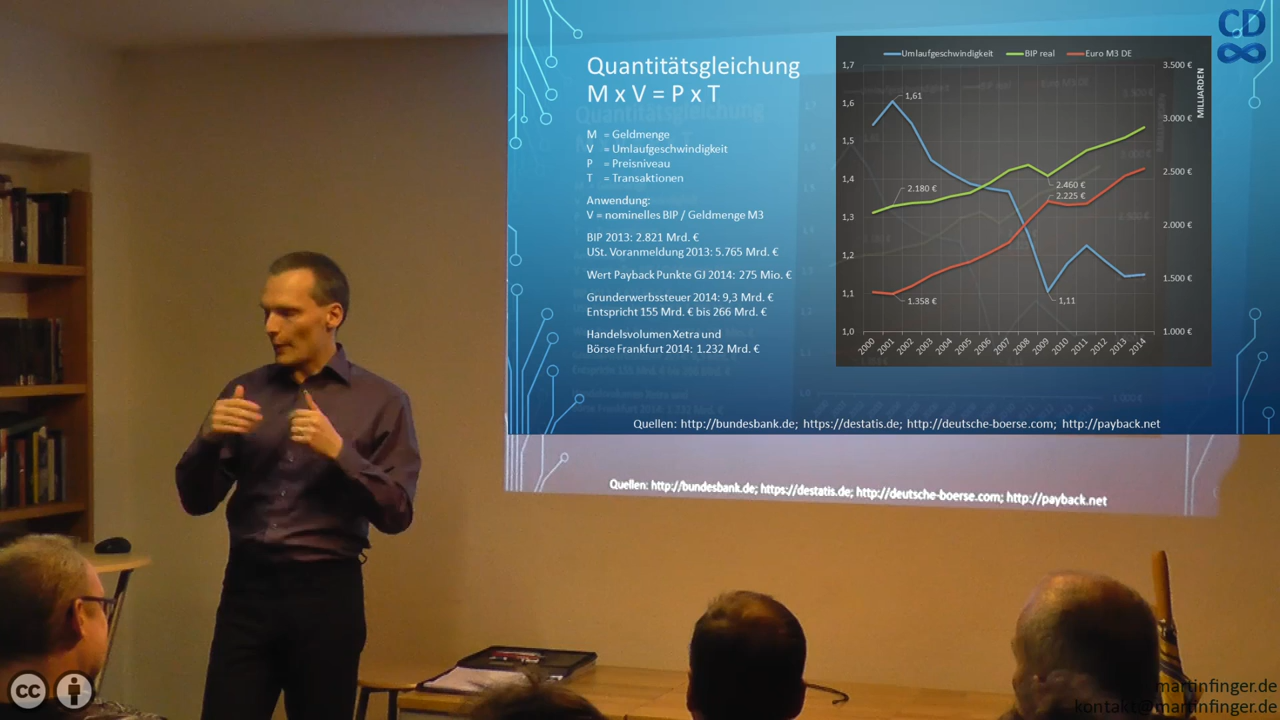 CD
Quantitätsgleichung
M x V = P x T
M = Geldmenge
V = Umlaufgeschwindigkeit
P = Preisniveau
T = Transaktionen
Anwendung:
V = nominelles BIP / Geldmenge M3
BIP 2013: 2.821 Mrd. €
USt. Voranmeldung 2013: 5.765 Mrd. €
Wert Payback Punkte GJ 2014: 275 Mio. €
Grunderwerbssteuer 2014: 9,3 Mrd. €
Entspricht 155 Mrd. € bis 266 Mrd. €
Handelsvolumen Xetra und
Börse Frankfurt 2014: 1.232 Mrd. €
Umlaufgeschwindigkeit BIP real Euro M3 DE
1,7
1,6
1,5
1,4
1,3
1,2
1,1
1,0
1,61
2.180 €
2.460 €
2.225 €
1.358 €
1,11
3.500 €
3.000 €
2.500 €
2.000 €
1.500 €
1.000 €
MILLIARDEN
2000 2001 2002 2003 2004 2005 2006 2007 2008 2009 2010 2011 2012 2013 2014
Quellen: http://bundesbank.de; https://destatis.de; http://deutsche-boerse.com; http://payback.net
Quellen: http://bundesbank.de; https://destatis.de; http://deutsche-boerse.com; http://payback.net
cc
martinfinger.de
kontakt@martinfinger.de